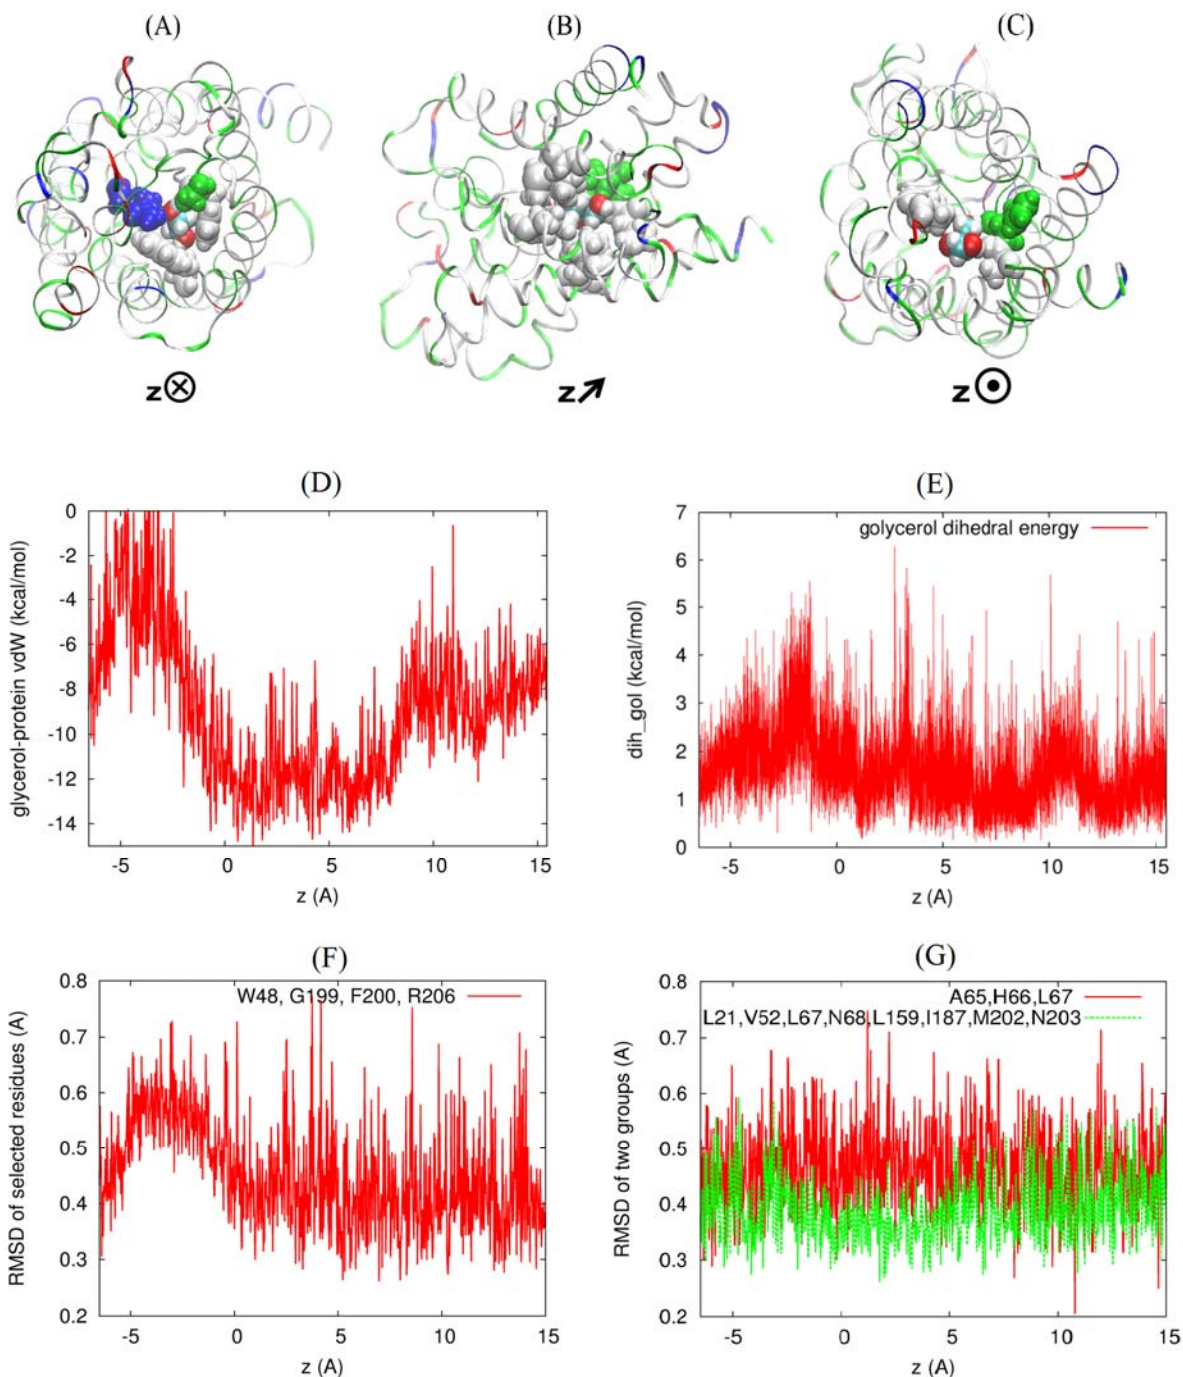 (A)
(B)
(C)
z
z
z
(D)
glycerol-protein vdW (kcal/mol)
0
-2
-4
-6
-8
-10
-12
-14
-5
0
5
10
15
z (A)
(E)
golycerol dihedral energy
dih_gol (kcal/mol)
7
6
5
4
3
2
1
0
-5
0
5
10
15
z (A)
(F)
W48, G199, F200, R206
RMSD of selected residues (A)
0.8
0.7
0.6
0.5
0.4
0.3
0.2
-5
0
5
10
15
z (A)
(G)
A65,H66,L67
L21,V52,L67,N68,L159,I187,M202,N203
RMSD of two groups (A)
0.8
0.7
0.6
0.5
0.4
0.3
0.2
-5
0
5
10
15
z (A)